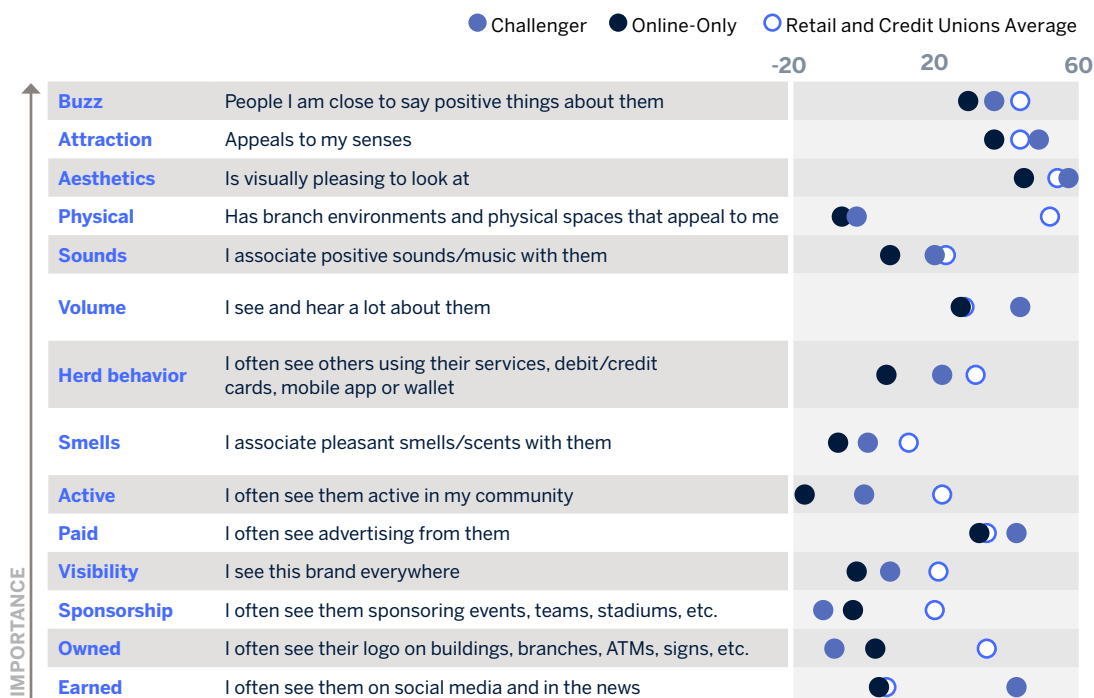 Challenger Online-Only Retail and Credit Unions Average
-20 20 60
Buzz People I am close to say positive things about them
Attraction Appeals to my senses
Aesthetics Is visually pleasing to look at
Physical Has branch environments and physical spaces that appeal to me
Sounds I associate positive sounds/music with them
Volume I see and hear a lot about them
Herd behavior I often see others using their services, debit/credit
cards, mobile app or wallet
Smells I associate pleasant smells/scents with them
Active I often see them active in my community
Paid I often see advertising from them
Visibility I see this brand everywhere
Sponsorship I often see them sponsoring events, teams, stadiums, etc.
Owned I often see their logo on buildings, branches, ATMs, signs, etc.
Earned I often see them on social media and in the news
IMPORTANCE